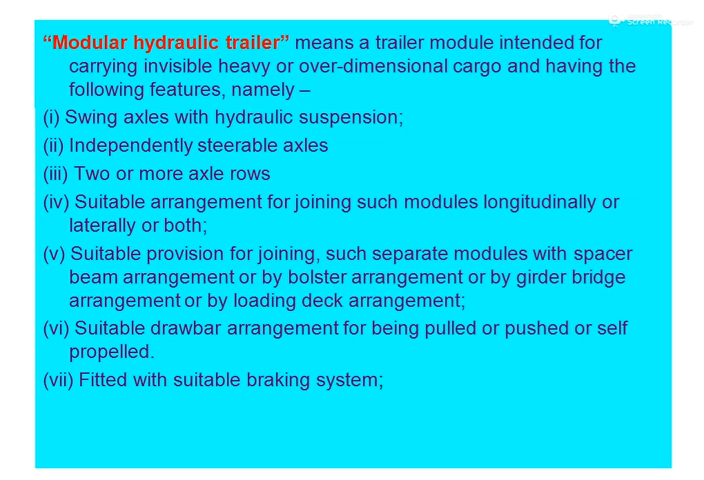 Screen Recorder
“Modular hydraulic trailer” means a trailer module intended for
carrying invisible heavy or over-dimensional cargo and having the
following features, namely –
(i) Swing axles with hydraulic suspension;
(ii) Independently steerable axles
(iii) Two or more axle rows
(iv) Suitable arrangement for joining such modules longitudinally or
laterally or both;
(v) Suitable provision for joining, such separate modules with spacer
beam arrangement or by bolster arrangement or by girder bridge
arrangement or by loading deck arrangement;
(vi) Suitable drawbar arrangement for being pulled or pushed or self
propelled.
(vii) Fitted with suitable braking system;